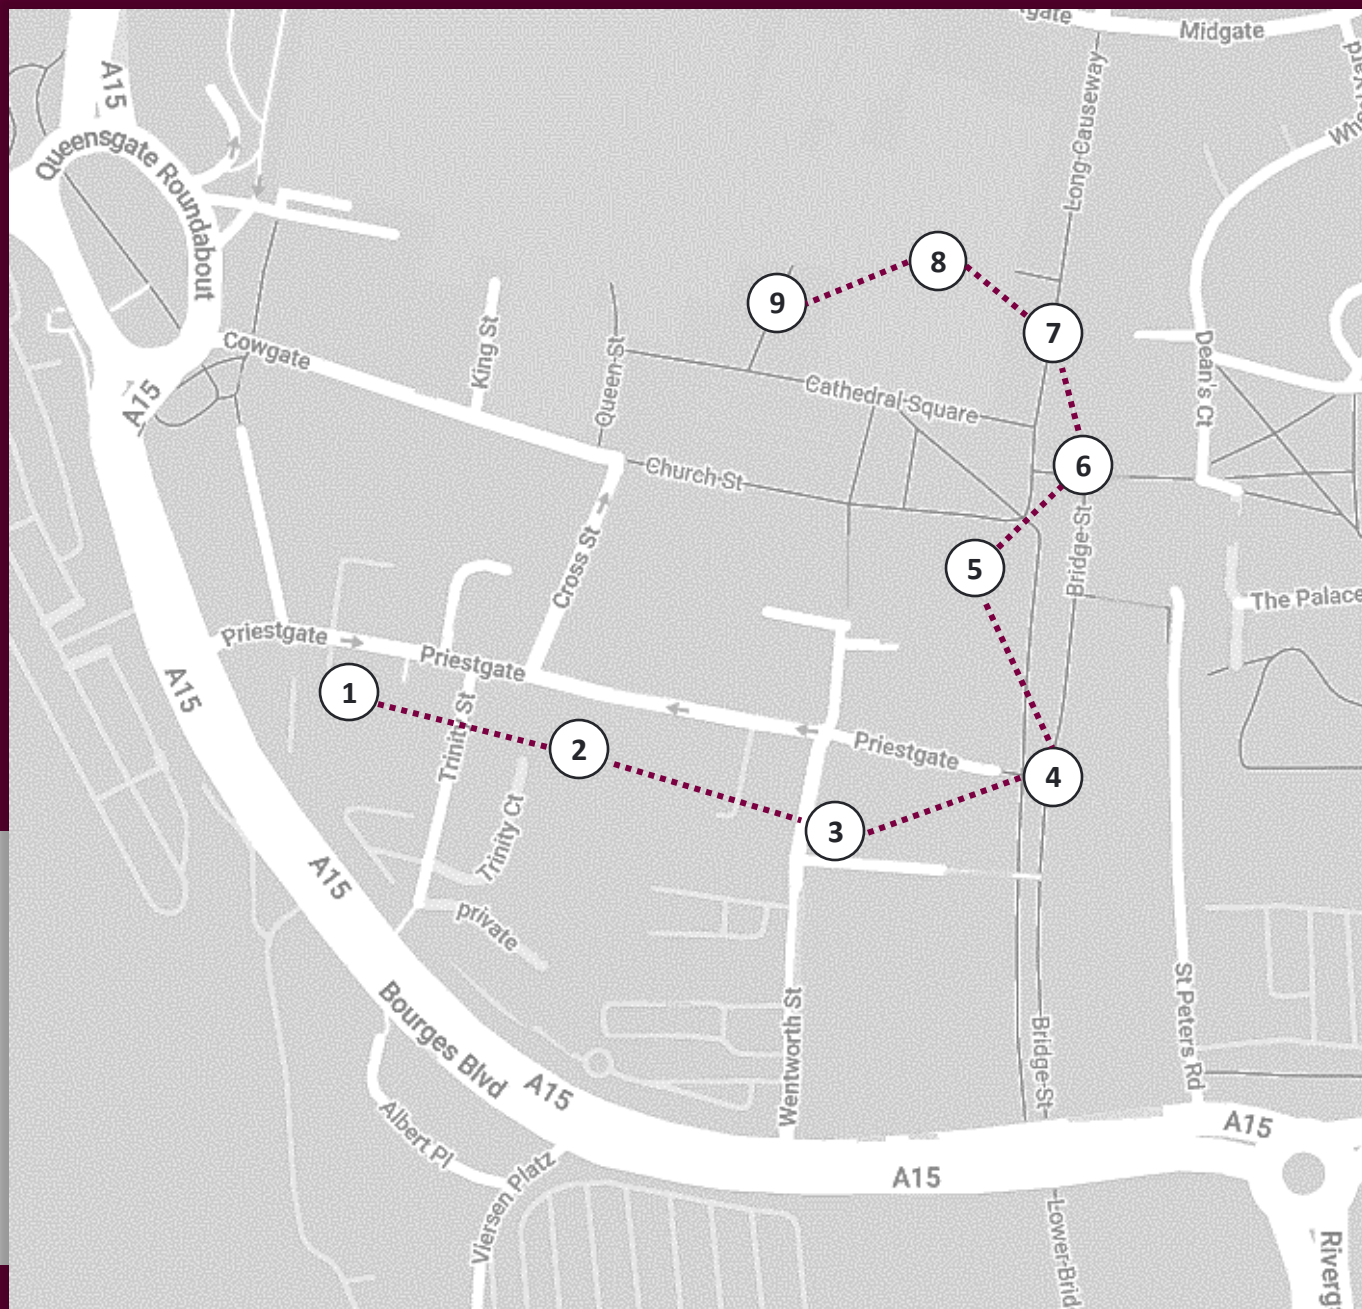 gate
Midgate
A15
Queensgate Roundabout
Long Causeway
8
9
7
Dean's Ct
Cowgate
King St
Queen St
Cathedral Square
A15
6
Church St
Bridge St
Cross St
5
The Palace
Priestgate
Priestgate
A15
1
Trinity St
2
Priestgate
4
3
Trinity Ct
A15
private
Bourges Blvd
A15
Wentworth St
Bridge St
St Peters Rd
Albert Pl
A15
A15
Viersen Platz
Lower Brid
Riverg